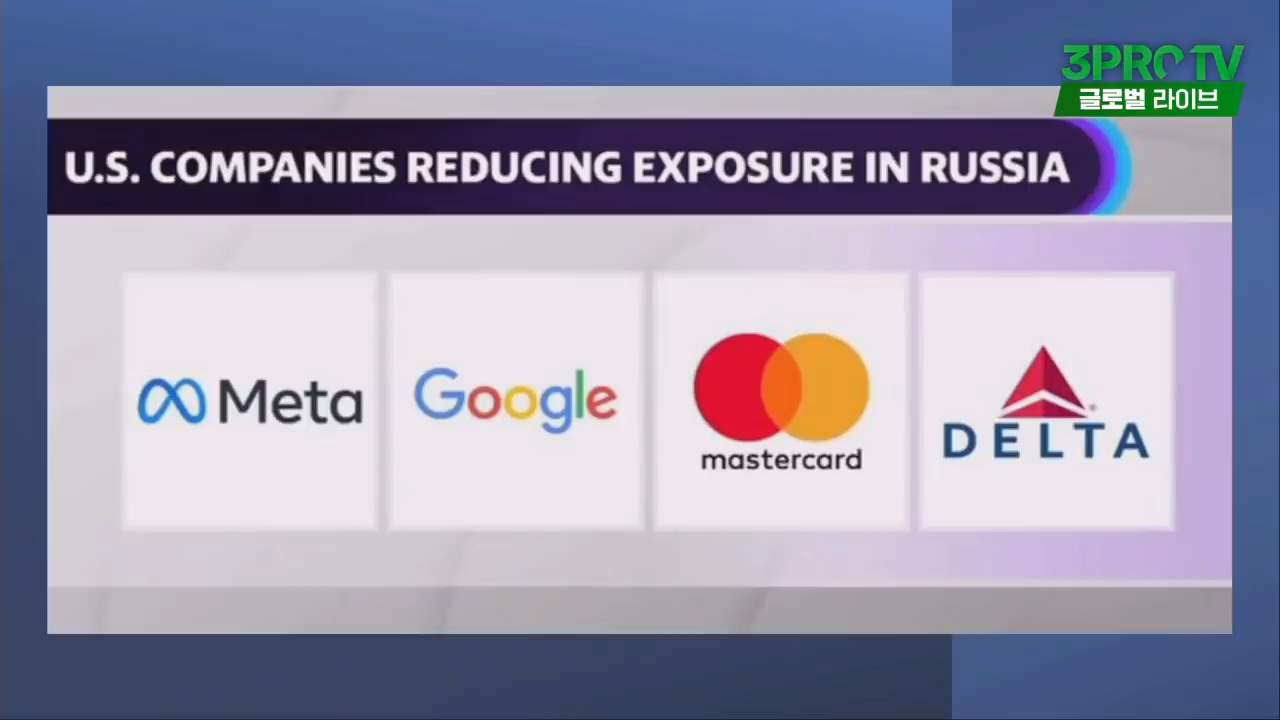 3PRO TV
글로벌 라이브
U.S. COMPANIES REDUCING EXPOSURE IN RUSSIA
Meta
Google
mastercard
DELTA